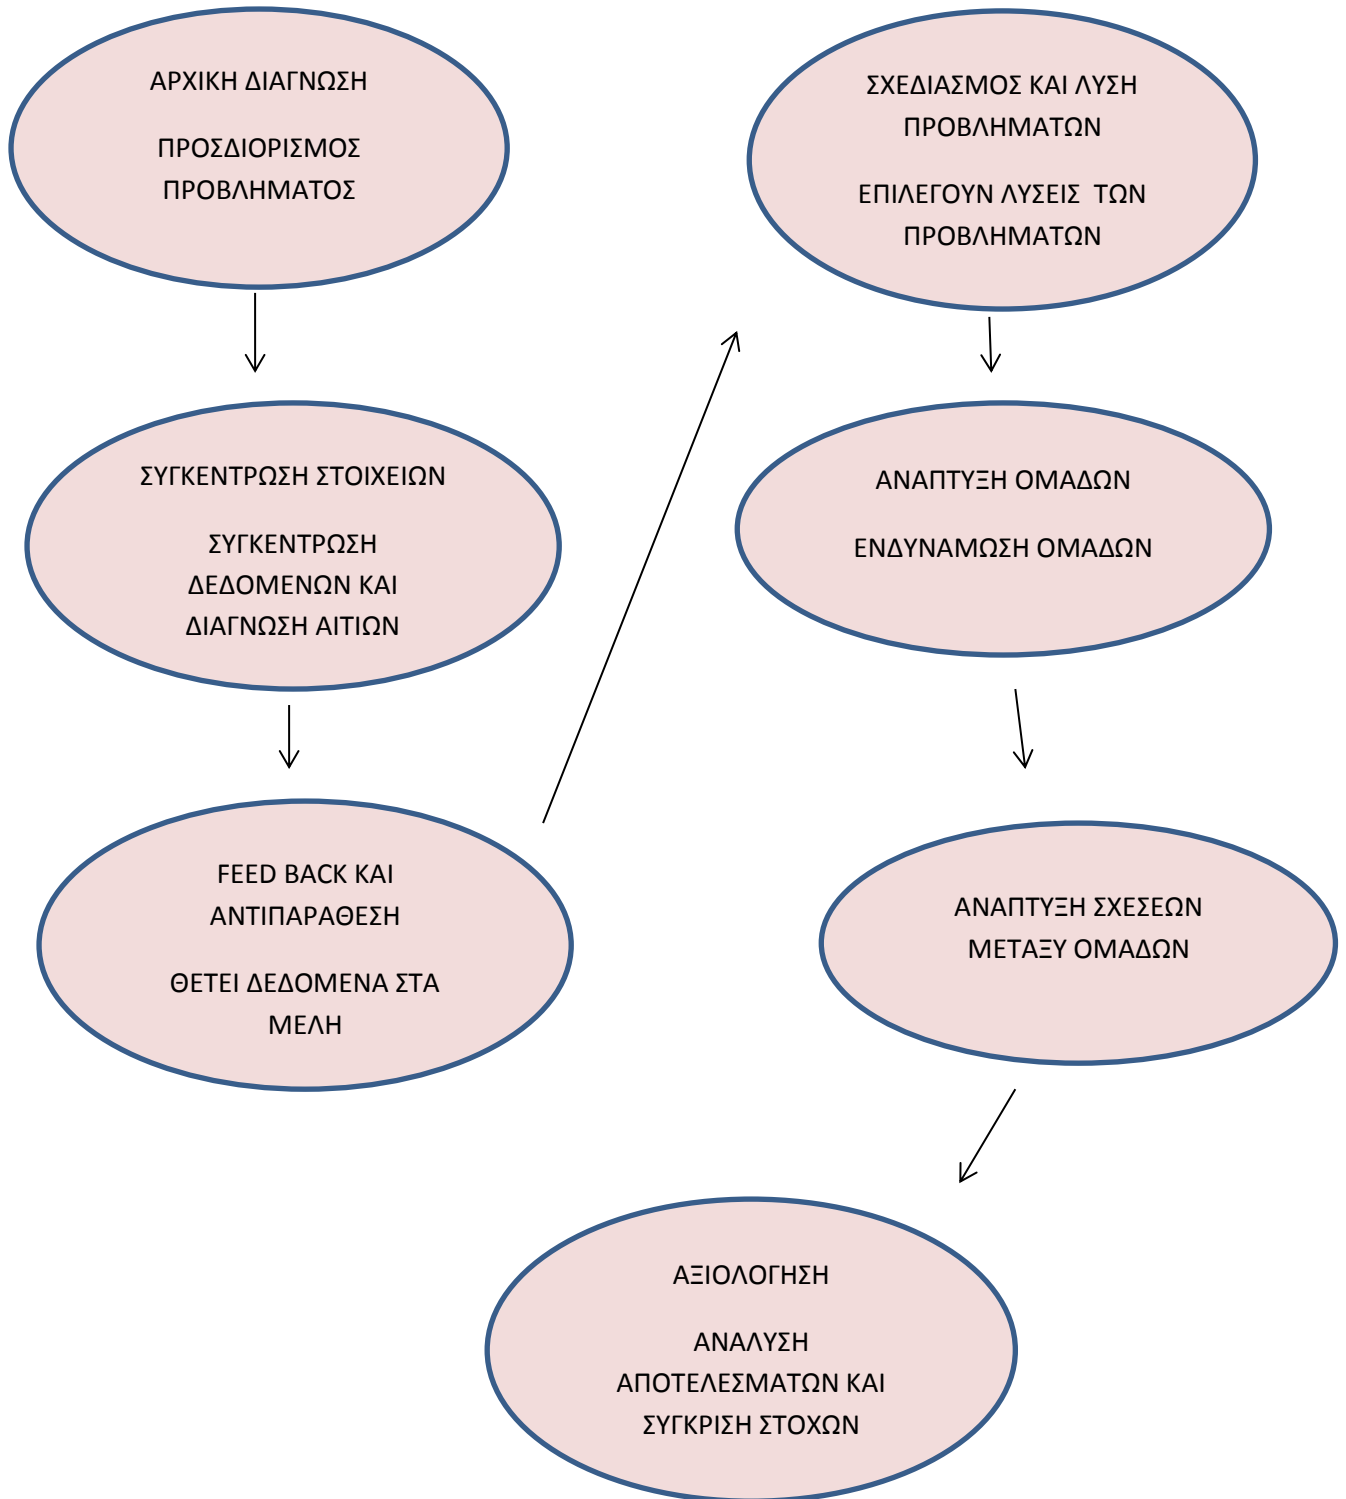 ΑΡΧΙΚΗ ΔΙΑΓΝΩΣΗ
ΠΡΟΣΔΙΟΡΙΣΜΟΣ
ΠΡΟΒΛΗΜΑΤΟΣ
ΣΥΓΚΕΝΤΡΩΣΗ ΣΤΟΙΧΕΙΩΝ
ΣΥΓΚΕΝΤΡΩΣΗ
ΔΕΔΟΜΕΝΩΝ ΚΑΙ
ΔΙΑΓΝΩΣΗ ΑΙΤΙΩΝ
FEED BACK ΚΑΙ
ΑΝΤΙΠΑΡΑΘΕΣΗ
ΘΕΤΕΙ ΔΕΔΟΜΕΝΑ ΣΤΑ
ΜΕΛΗ
ΣΧΕΔΙΑΣΜΟΣ ΚΑΙ ΛΥΣΗ
ΠΡΟΒΛΗΜΑΤΩΝ
ΕΠΙΛΕΓΟΥΝ ΛΥΣΕΙΣ ΤΩΝ
ΠΡΟΒΛΗΜΑΤΩΝ
ΑΝΑΠΤΥΞΗ ΟΜΑΔΩΝ
ΕΝΔΥΝΑΜΩΣΗ ΟΜΑΔΩΝ
ΑΝΑΠΤΥΞΗ ΣΧΕΣΕΩΝ
ΜΕΤΑΞΥ ΟΜΑΔΩΝ
ΑΞΙΟΛΟΓΗΣΗ
ΑΝΑΛΥΣΗ
ΑΠΟΤΕΛΕΣΜΑΤΩΝ ΚΑΙ
ΣΥΓΚΡΙΣΗ ΣΤΟΧΩΝ